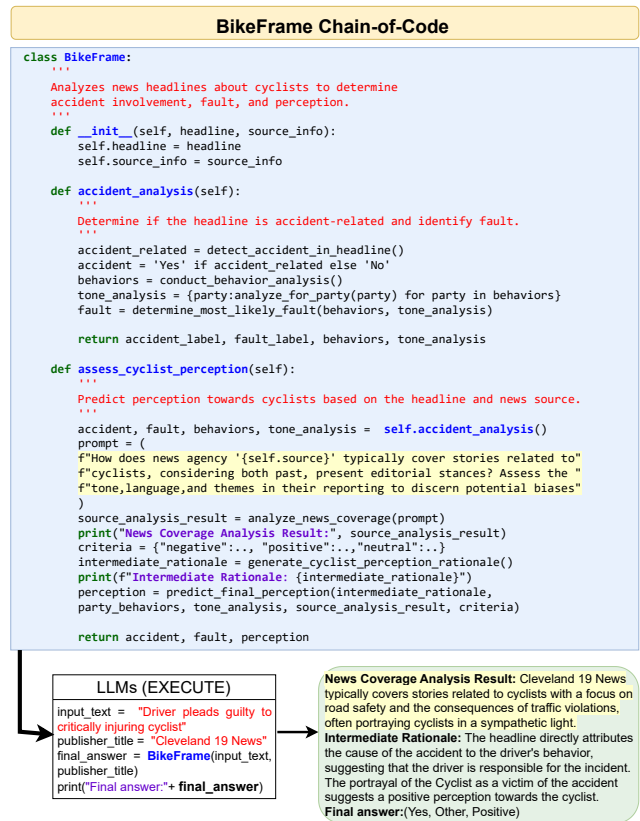 BikeFrame Chain-of-Code
class BikeFrame:
'''
Analyzes news headlines about cyclists to determine
accident involvement, fault, and perception.
'''
def __init__(self, headline, source_info):
self.headline = headline
self.source_info = source_info
def accident_analysis(self):
'''
Determine if the headline is accident-related and identify fault.
'''
accident_related = detect_accident_in_headline()
accident = 'Yes' if accident_related else 'No'
behaviors = conduct_behavior_analysis()
tone_analysis = {party:analyze_for_party(party) for party in behaviors}
fault = determine_most_likely_fault(behaviors, tone_analysis)
return accident_label, fault_label, behaviors, tone_analysis
def assess_cyclist_perception(self):
'''
Predict perception towards cyclists based on the headline and news source.
'''
accident, fault, behaviors, tone_analysis = self.accident_analysis()
prompt = (
f"How does news agency '{self.source}' typically cover stories related to"
f"cyclists, considering both past, present editorial stances? Assess the "
f"tone,language,and themes in their reporting to discern potential biases"
)
source_analysis_result = analyze_news_coverage(prompt)
print("News Coverage Analysis Result:", source_analysis_result)
criteria = {"negative":.., "positive":..,"neutral":..}
intermediate_rationale = generate_cyclist_perception_rationale()
print(f"Intermediate Rationale: {intermediate_rationale}")
perception = predict_final_perception(intermediate_rationale,
party_behaviors, tone_analysis, source_analysis_result, criteria)
return accident, fault, perception
LLMs (EXECUTE)
input_text = "Driver pleads guilty to
critically injuring cyclist"
publisher_title = "Cleveland 19 News"
final_answer = BikeFrame(input_text,
publisher_title)
print("Final answer:"+ final_answer)
News Coverage Analysis Result: Cleveland 19 News
typically covers stories related to cyclists with a focus on
road safety and the consequences of traffic violations,
often portraying cyclists in a sympathetic light.
Intermediate Rationale: The headline directly attributes
the cause of the accident to the driver's behavior,
suggesting that the driver is responsible for the incident.
The portrayal of the Cyclist as a victim of the accident
suggests a positive perception towards the cyclist.
Final answer:(Yes, Other, Positive)